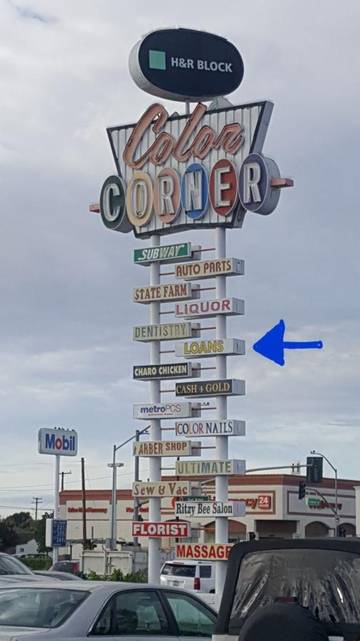 H&R BLOCK
Color
CORNER
SUBWAY
AUTO PARTS
STATE FARM
LIQUOR
DENTISTRY
LOANS
CHARO CHICKEN
CASH 4 GOLD
metroPCS
COLOR NAILS
BARBER SHOP
Mobil
ULTIMATE
Sew & Vac
Ritzy Bee Salon
FLORIST
MASSAGE